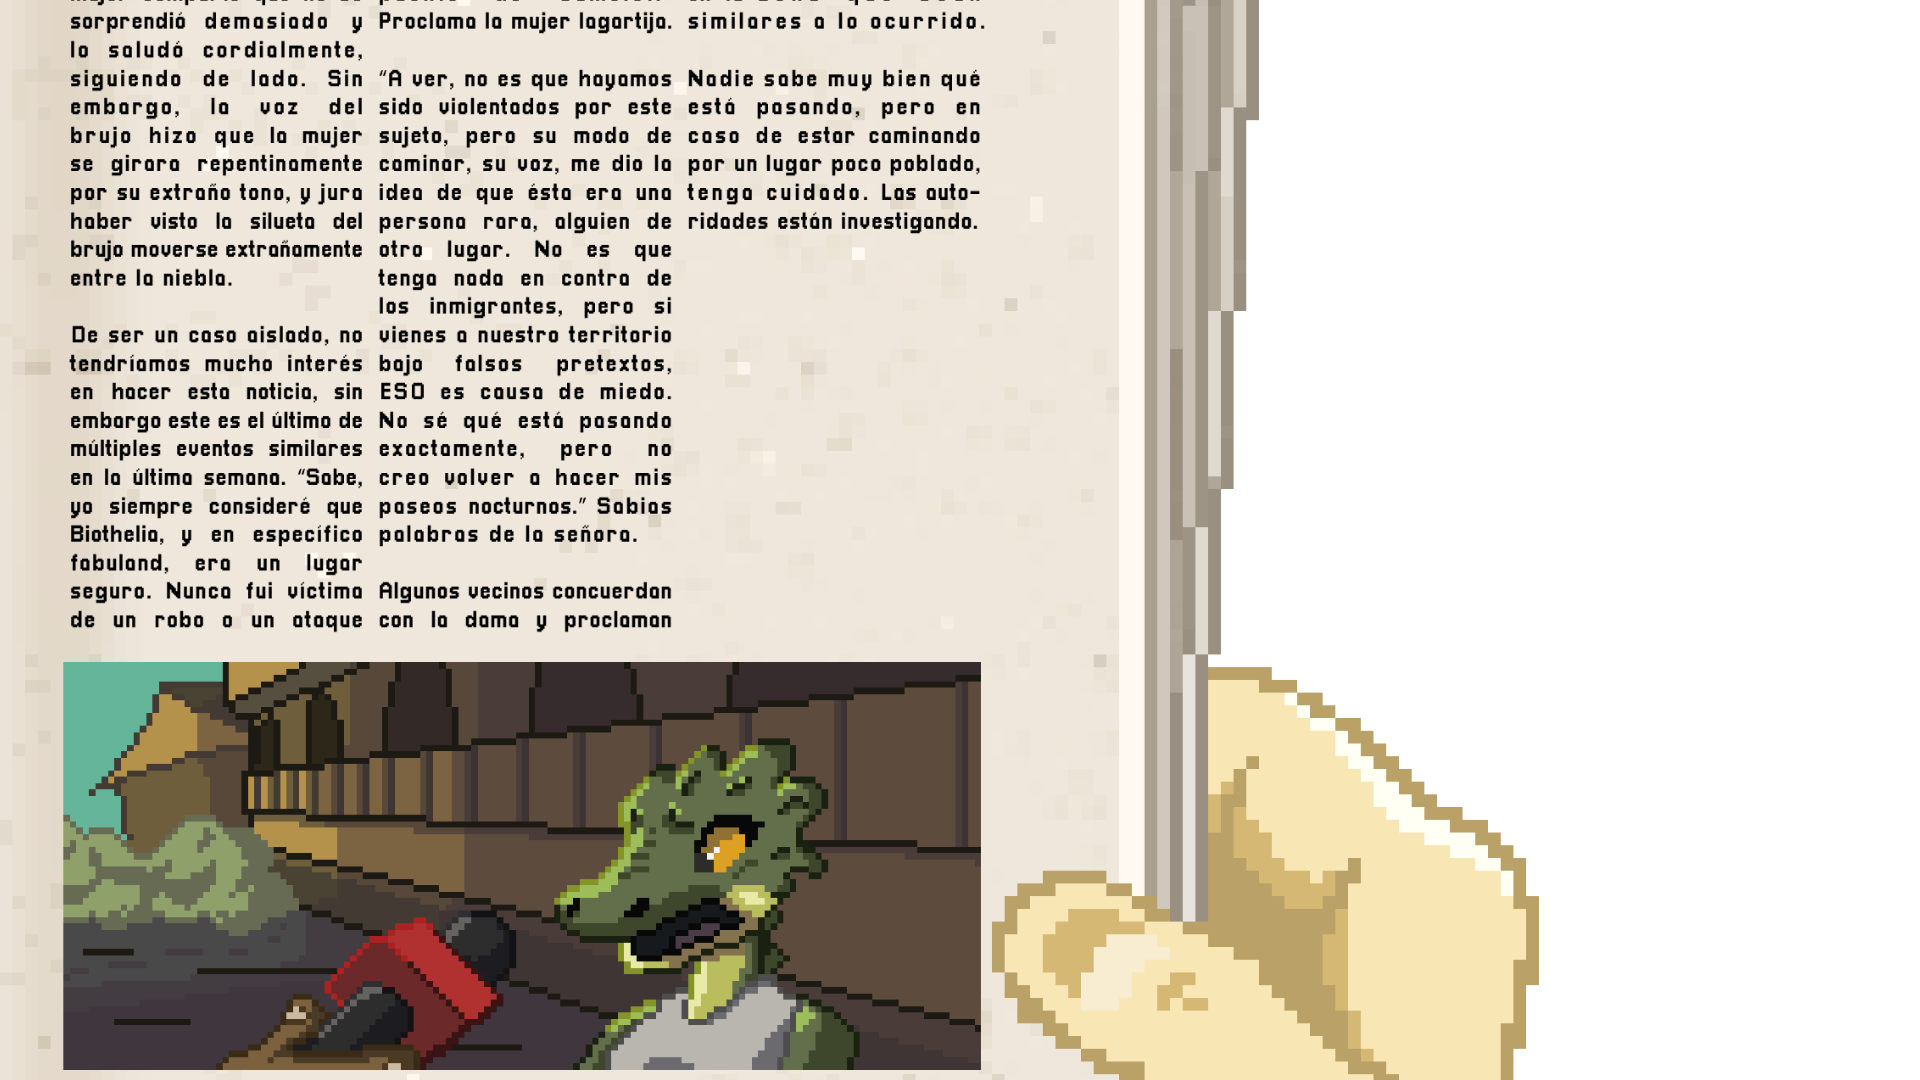 sorprendió demasiado y
lo saludó cordialmente,
siguiendo de lado. Sin
embargo, la voz del
brujo hizo que la mujer
se girara repentinamente
por su extraño tono, y jura
haber visto la silueta del
brujo moverse extrañamente
entre la niebla.
De ser un caso aislado, no
tendríamos mucho interés
en hacer esta noticia, sin
embargo este es el último de
múltiples eventos similares
en la última semana. "Sabe,
yo siempre consideré que
Biothelia, y en específico
fabuland, era un lugar
seguro. Nunca fui víctima
de un robo o un ataque
Proclama la mujer lagartija.
"A ver, no es que hayamos
sido violentados por este
sujeto, pero su modo de
caminar, su voz, me dio la
idea de que ésta era una
persona rara, alguien de
otro lugar. No es que
tenga nada en contra de
los inmigrantes, pero si
vienes a nuestro territorio
bajo falsos pretextos,
ESO es causa de miedo.
No sé qué está pasando
exactamente, pero no
creo volver a hacer mis
paseos nocturnos." Sabias
palabras de la señora.
Algunos vecinos concuerdan
con la dama y proclaman
similares a lo ocurrido.
Nadie sabe muy bien qué
está pasando, pero en
caso de estar caminando
por un lugar poco poblado,
tenga cuidado. Las auto-
ridades están investigando.